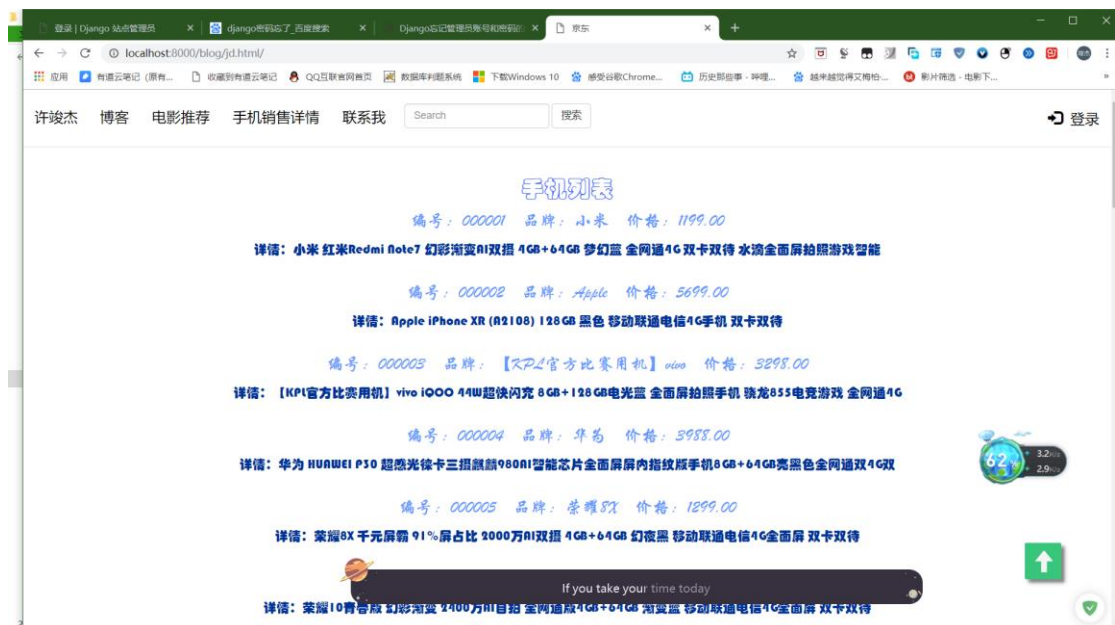 登录 | Django 站点管理员
django密码忘了_百度搜索
Django忘记管理员账号和密码的
京东
localhost:8000/blog/jd.html/
应用
有道云笔记 (原有...
收藏到有道云笔记
QQ互联官网首页
数据库判题系统
下载Windows 10
感受谷歌Chrome...
历史那些事 - 哔哩...
越来越觉得艾梅柏-...
影片筛选 - 电影下...
许竣杰 博客 电影推荐 手机销售详情 联系我 Search 搜索 登录
手机列表
编号：000001 品牌：小米 价格：1199.00
详情：小米 红米Redmi Note7 幻彩渐变AI双摄 4GB+64GB 梦幻蓝 全网通4G 双卡双待 水滴全面屏拍照游戏智能
编号：000002 品牌：Apple 价格：5699.00
详情：Apple iPhone XR (A2108) 128GB 黑色 移动联通电信4G手机 双卡双待
编号：000003 品牌：【KPL官方比赛用机】vivo 价格：3298.00
详情：【KPL官方比赛用机】vivo iQOO 44W超快闪充 8GB+128GB电光蓝 全面屏拍照手机 骁龙855电竞游戏 全网通4G
编号：000004 品牌：华为 价格：3988.00
详情：华为 HUAWEI P30 超感光徕卡三摄麒麟980AI智能芯片全面屏屏内指纹版手机8GB+64GB亮黑色全网通双4G双
62%
3.2K/s
2.9K/s
编号：000005 品牌：荣耀8X 价格：1299.00
详情：荣耀8X 千元屏霸 91%屏占比 2000万AI双摄 4GB+64GB 幻夜黑 移动联通电信4G全面屏 双卡双待
If you take your time today
详情：荣耀10青春版 幻彩渐变 2400万AI自拍 全网通版4GB+64GB 渐变蓝 移动联通电信4G全面屏 双卡双待